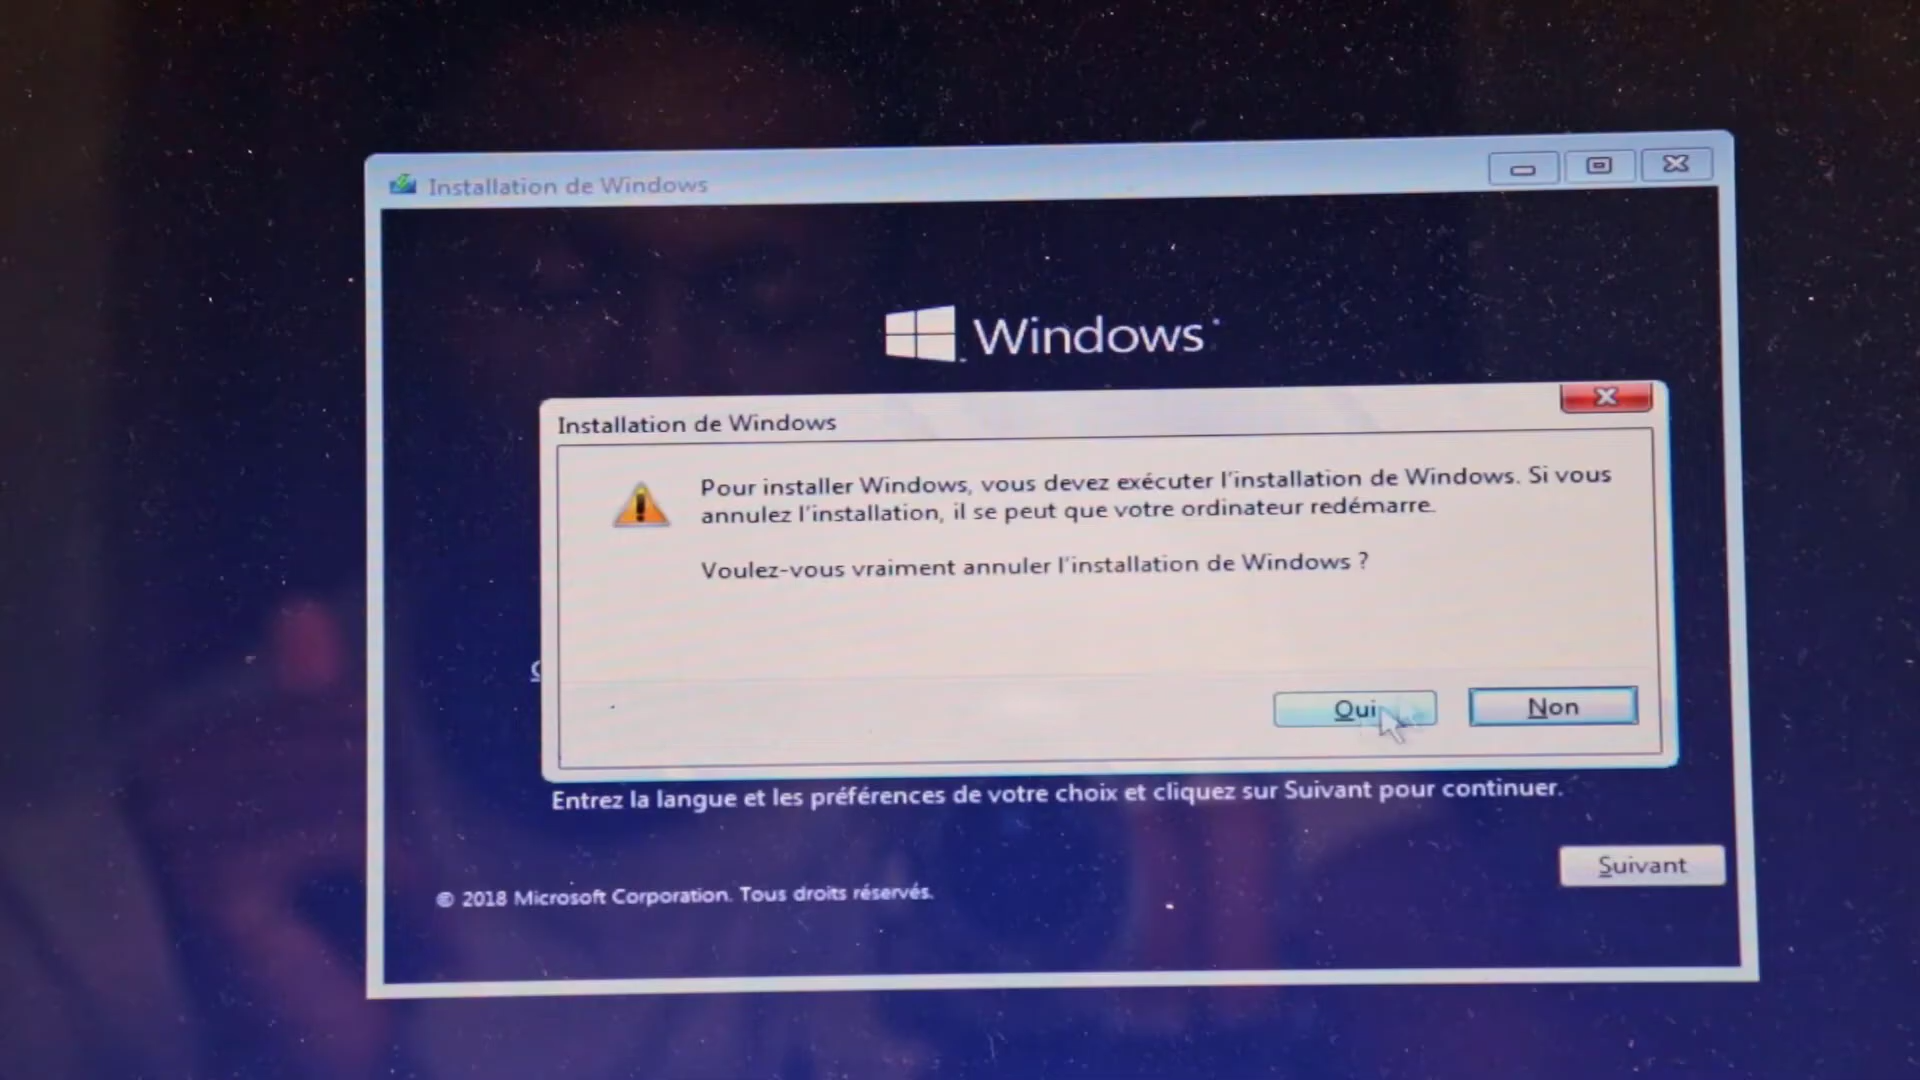 Installation de Windows
Windows
Installation de Windows
Pour installer Windows, vous devez exécuter l'installation de Windows. Si vous
annulez l'installation, il se peut que votre ordinateur redémarre.
Voulez-vous vraiment annuler l'installation de Windows ?
Oui
Non
Entrez la langue et les préférences de votre choix et cliquez sur Suivant pour continuer.
Suivant
© 2018 Microsoft Corporation. Tous droits réservés.